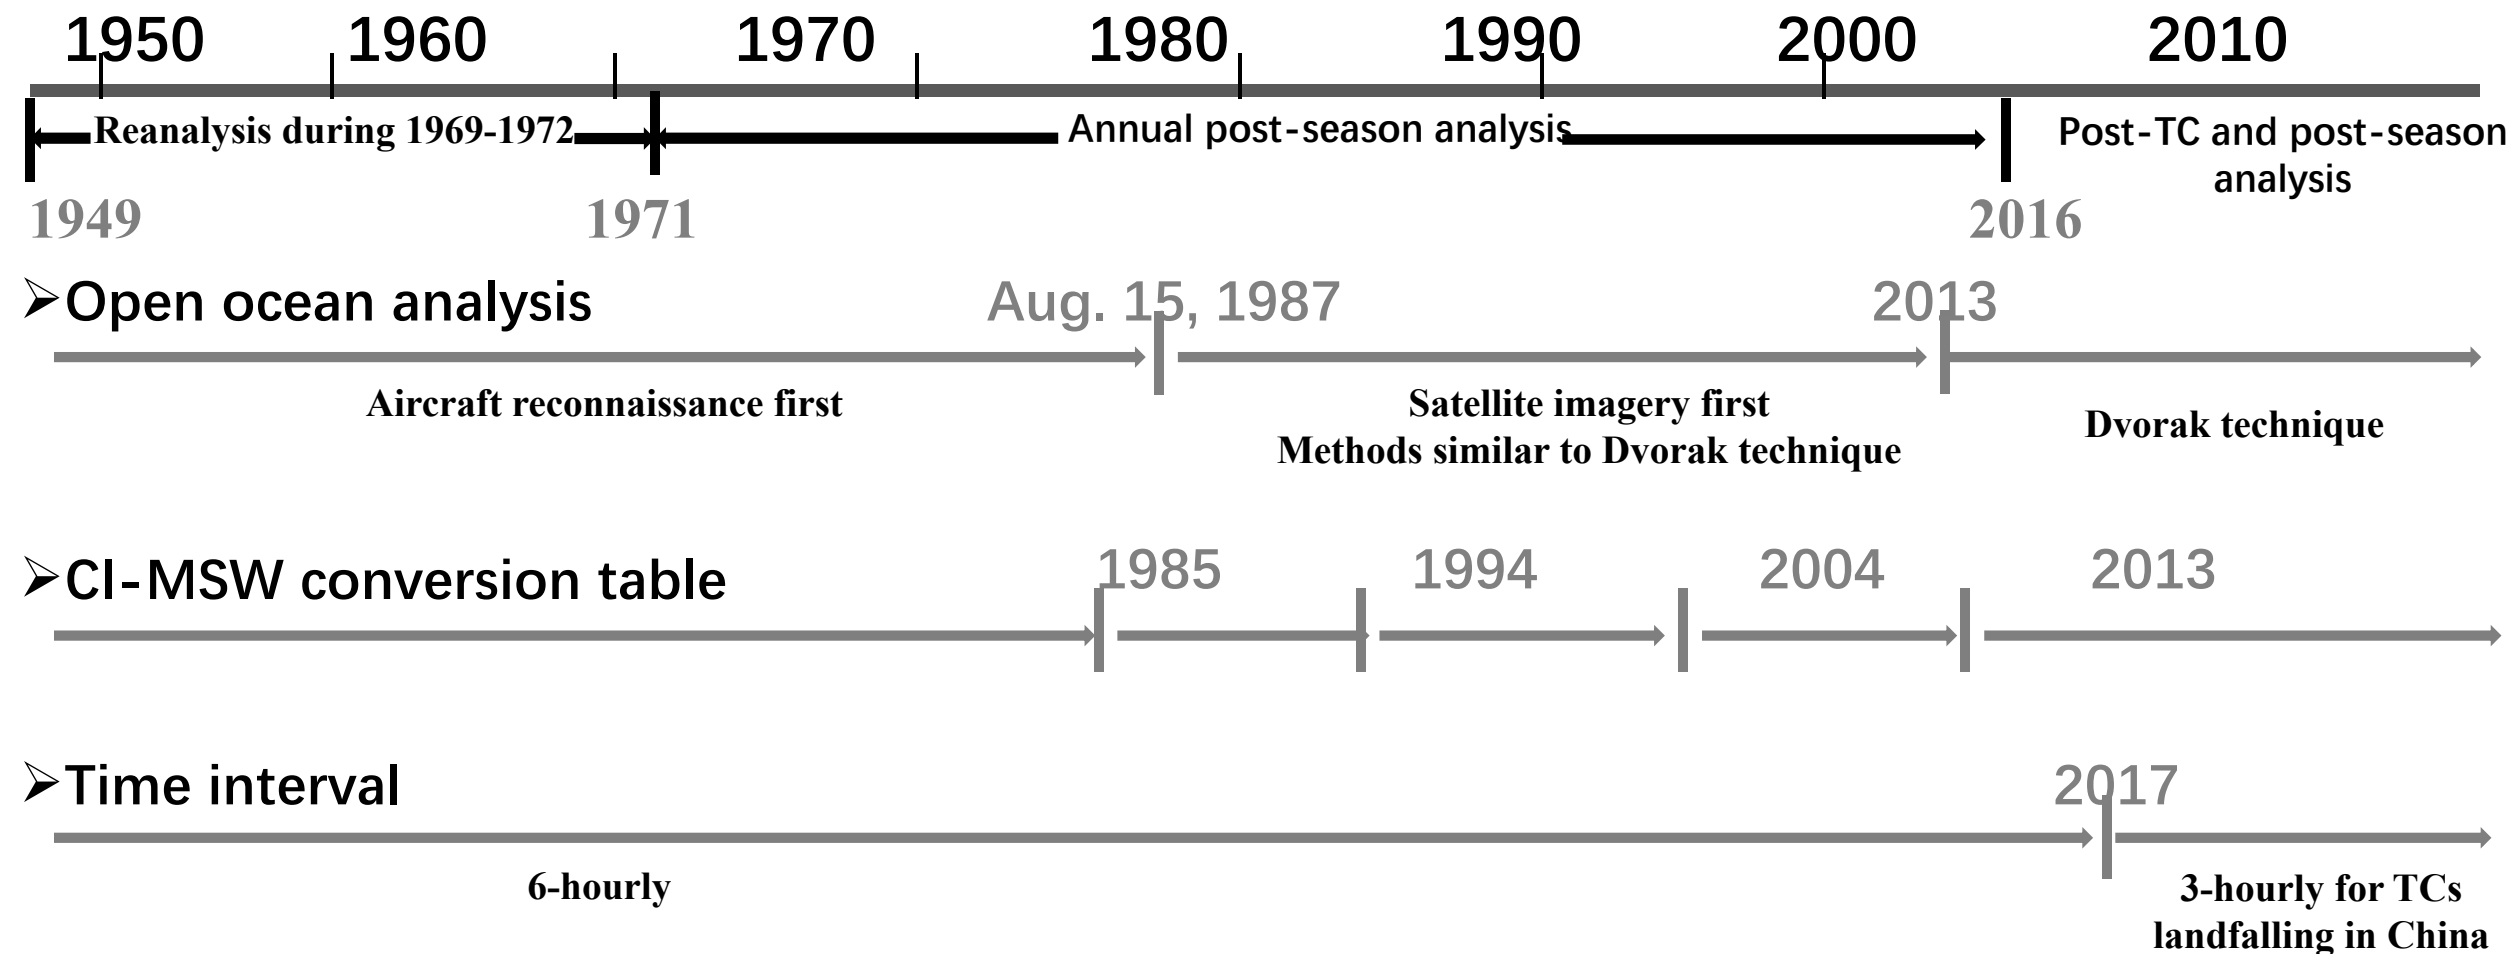 1950 1960 1970 1980 1990 2000 2010
Reanalysis during 1969-1972
Annual post-season analysis
Post-TC and post-season
analysis
1949 1971 2016
➢Open ocean analysis
Aug. 15, 1987 2013
Aircraft reconnaissance first
Satellite imagery first
Methods similar to Dvorak technique
Dvorak technique
➢CI-MSW conversion table
1985 1994 2004 2013
➢Time interval
2017
6-hourly
3-hourly for TCs
landfalling in China